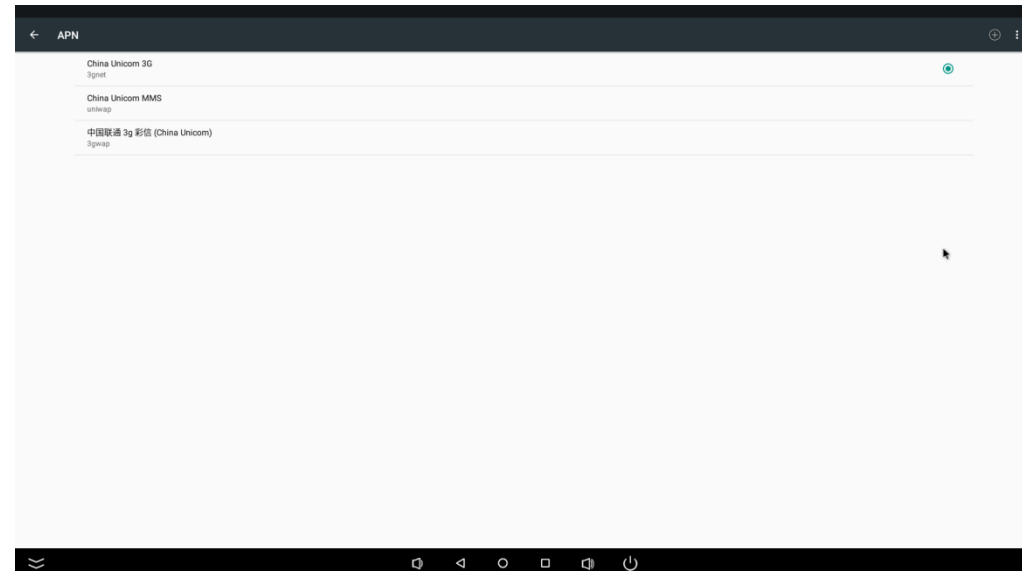 APN
China Unicom 3G
3gnet
China Unicom MMS
uniwap
中国联通 3g 彩信 (China Unicom)
3gwap